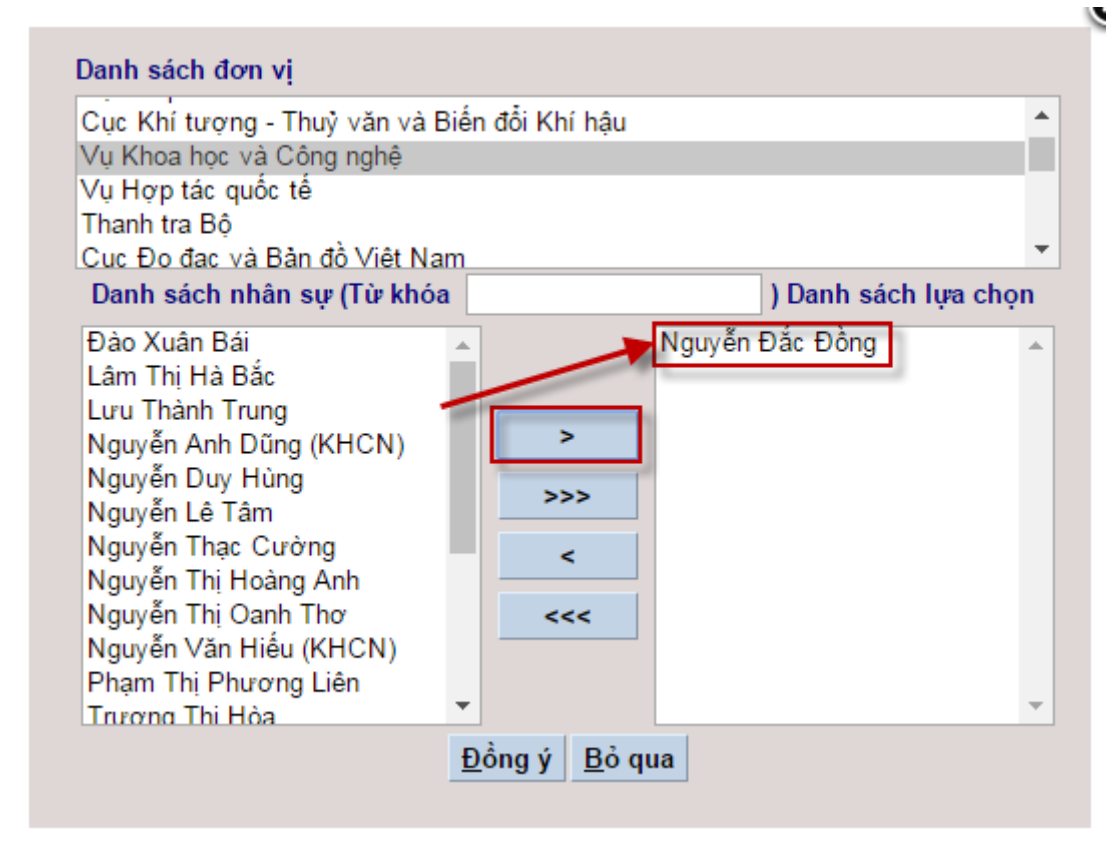 Danh sách đơn vị
Cục Khí tượng - Thuỷ văn và Biến đổi Khí hậu
Vụ Khoa học và Công nghệ
Vụ Hợp tác quốc tế
Thanh tra Bộ
Cục Đo đạc và Bản đồ Việt Nam
Danh sách nhân sự (Từ khóa ) Danh sách lựa chọn
Đào Xuân Bái
Lâm Thị Hà Bắc
Lưu Thành Trung
Nguyễn Anh Dũng (KHCN)
Nguyễn Duy Hùng
Nguyễn Lê Tâm
Nguyễn Thạc Cường
Nguyễn Thị Hoàng Anh
Nguyễn Thị Oanh Thơ
Nguyễn Văn Hiếu (KHCN)
Phạm Thị Phương Liên
Trương Thị Hòa
>
>>>
<
<<<
Nguyễn Đắc Đồng
Đồng ý Bỏ qua